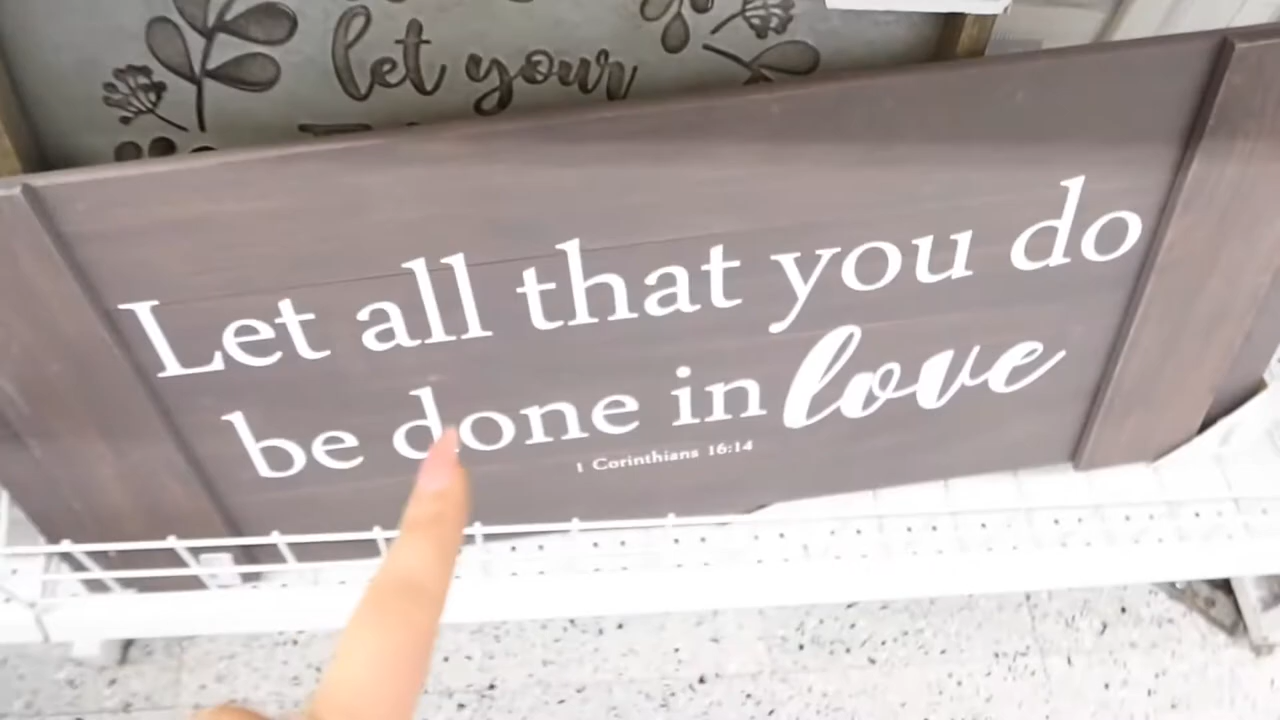 let your
Let all that you do
be done in love
1 Corinthians 16:14